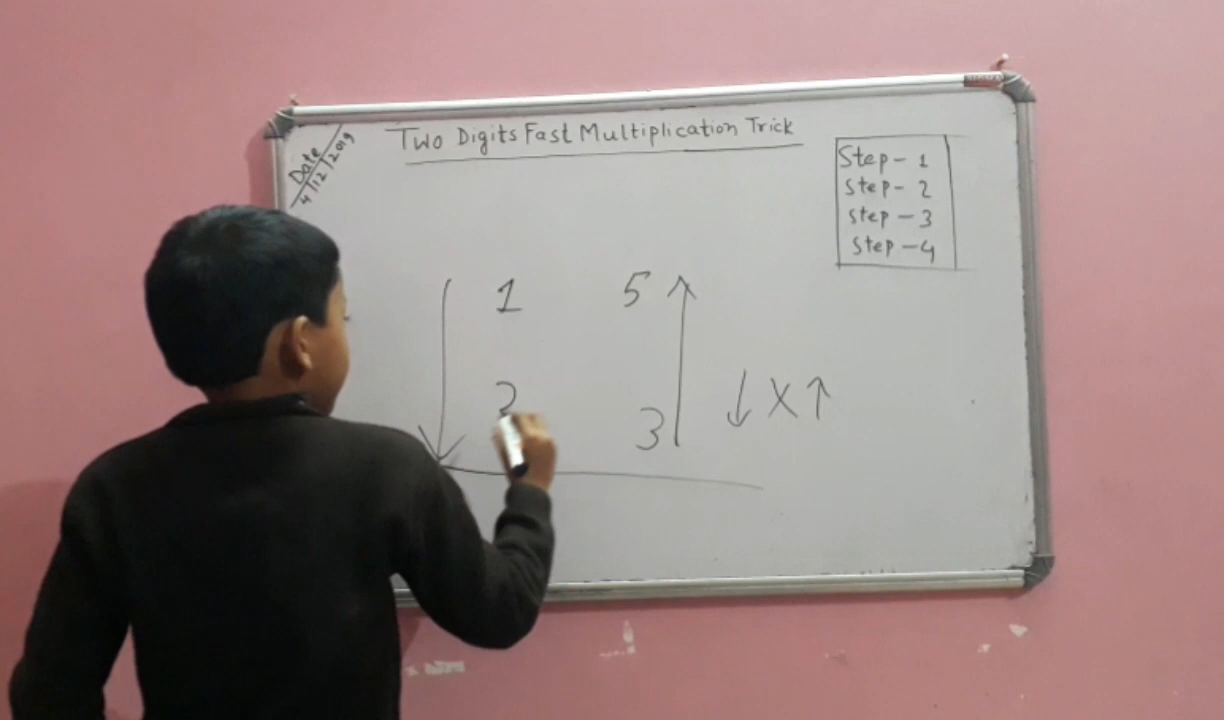 Date
4/12/2019
Two Digits Fast Multiplication Trick
Step - 1
Step - 2
Step - 3
Step - 4
1 5
2 3
↓ X ↑